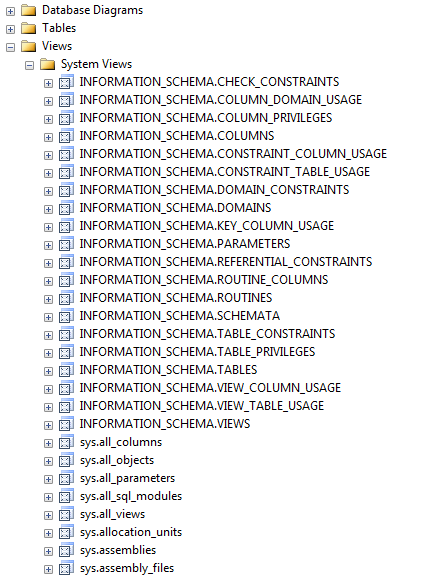 Database Diagrams
Tables
Views
System Views
INFORMATION_SCHEMA.CHECK_CONSTRAINTS
INFORMATION_SCHEMA.COLUMN_DOMAIN_USAGE
INFORMATION_SCHEMA.COLUMN_PRIVILEGES
INFORMATION_SCHEMA.COLUMNS
INFORMATION_SCHEMA.CONSTRAINT_COLUMN_USAGE
INFORMATION_SCHEMA.CONSTRAINT_TABLE_USAGE
INFORMATION_SCHEMA.DOMAIN_CONSTRAINTS
INFORMATION_SCHEMA.DOMAINS
INFORMATION_SCHEMA.KEY_COLUMN_USAGE
INFORMATION_SCHEMA.PARAMETERS
INFORMATION_SCHEMA.REFERENTIAL_CONSTRAINTS
INFORMATION_SCHEMA.ROUTINE_COLUMNS
INFORMATION_SCHEMA.ROUTINES
INFORMATION_SCHEMA.SCHEMATA
INFORMATION_SCHEMA.TABLE_CONSTRAINTS
INFORMATION_SCHEMA.TABLE_PRIVILEGES
INFORMATION_SCHEMA.TABLES
INFORMATION_SCHEMA.VIEW_COLUMN_USAGE
INFORMATION_SCHEMA.VIEW_TABLE_USAGE
INFORMATION_SCHEMA.VIEWS
sys.all_columns
sys.all_objects
sys.all_parameters
sys.all_sql_modules
sys.all_views
sys.allocation_units
sys.assemblies
sys.assembly_files